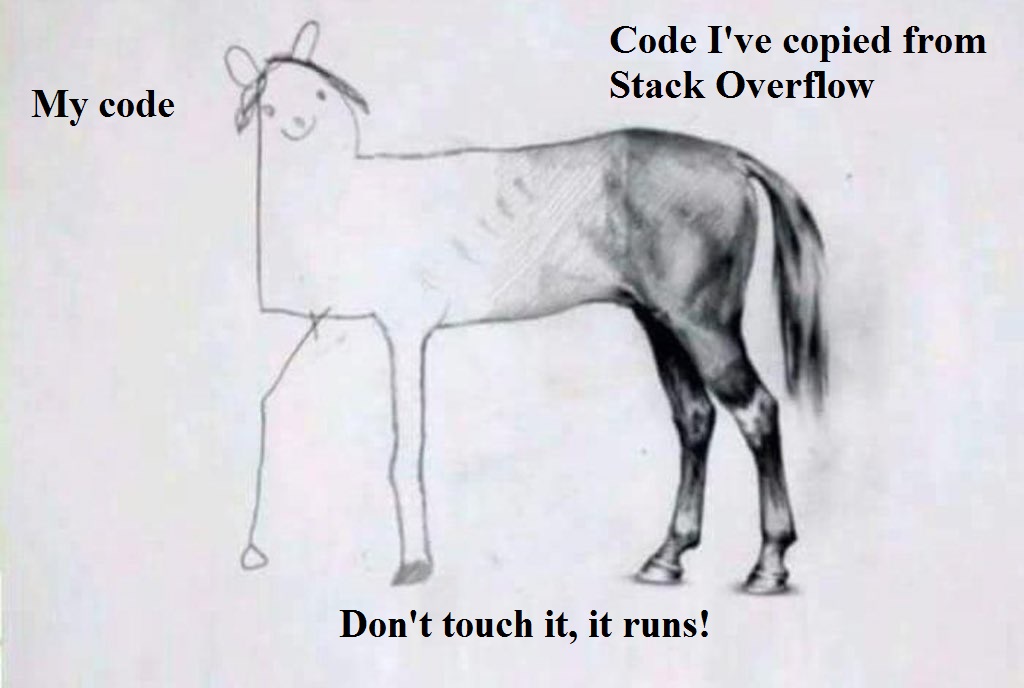 My code
Code I've copied from
Stack Overflow
Don't touch it, it runs!